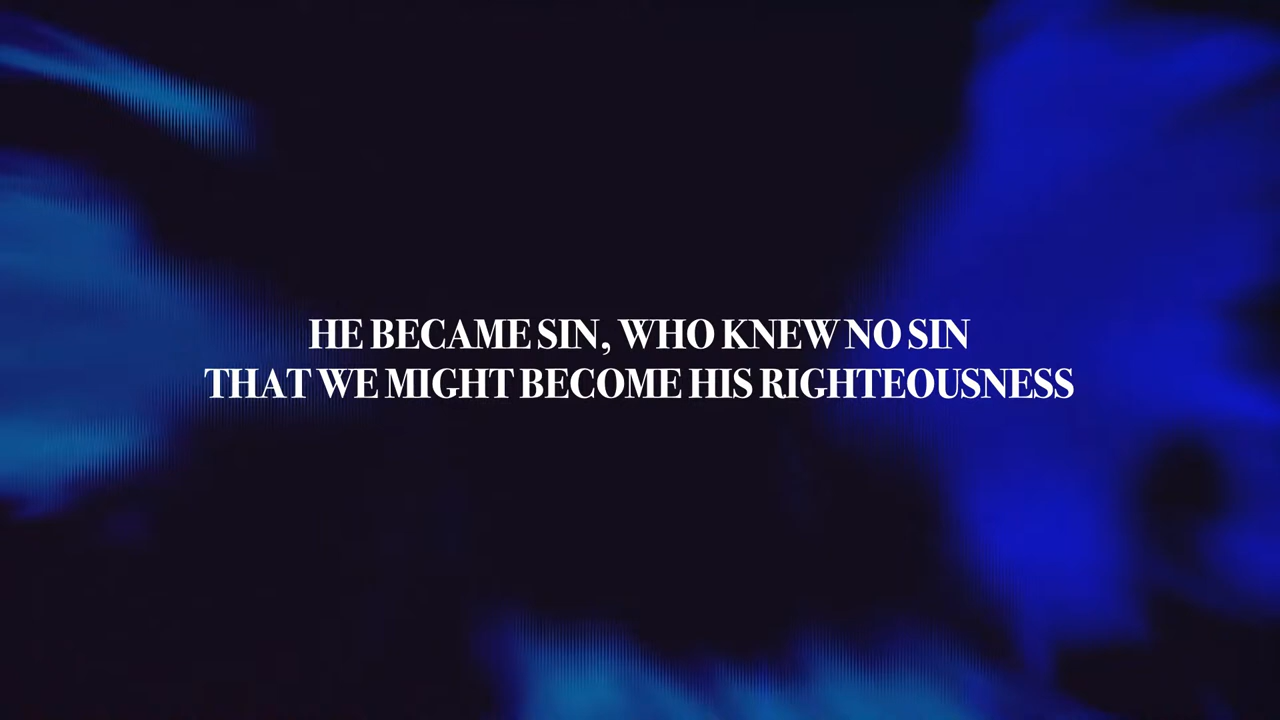 HE BECAME SIN, WHO KNEW NO SIN
THAT WE MIGHT BECOME HIS RIGHTEOUSNESS